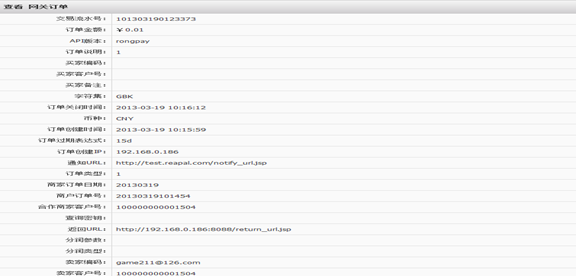 查看 网关订单
交易流水号： 101303190123373
订单金额： ￥0.01
API版本： rongpay
订单说明： 1
买家编码：
买家客户号：
买家备注：
字符集： GBK
订单关闭时间： 2013-03-19 10:16:12
币种： CNY
订单创建时间： 2013-03-19 10:15:59
订单过期表达式： 15d
订单创建IP： 192.168.0.186
通知URL： http://test.reapal.com/notify_url.jsp
订单类型： 1
商家订单日期： 20130319
商户订单号： 20130319101454
合作商家客户号： 100000000001504
查询密钥：
返回URL： http://192.168.0.186:8088/return_url.jsp
分润参数：
分润类型：
卖家编码： game211@126.com
卖家客户号： 100000000001504